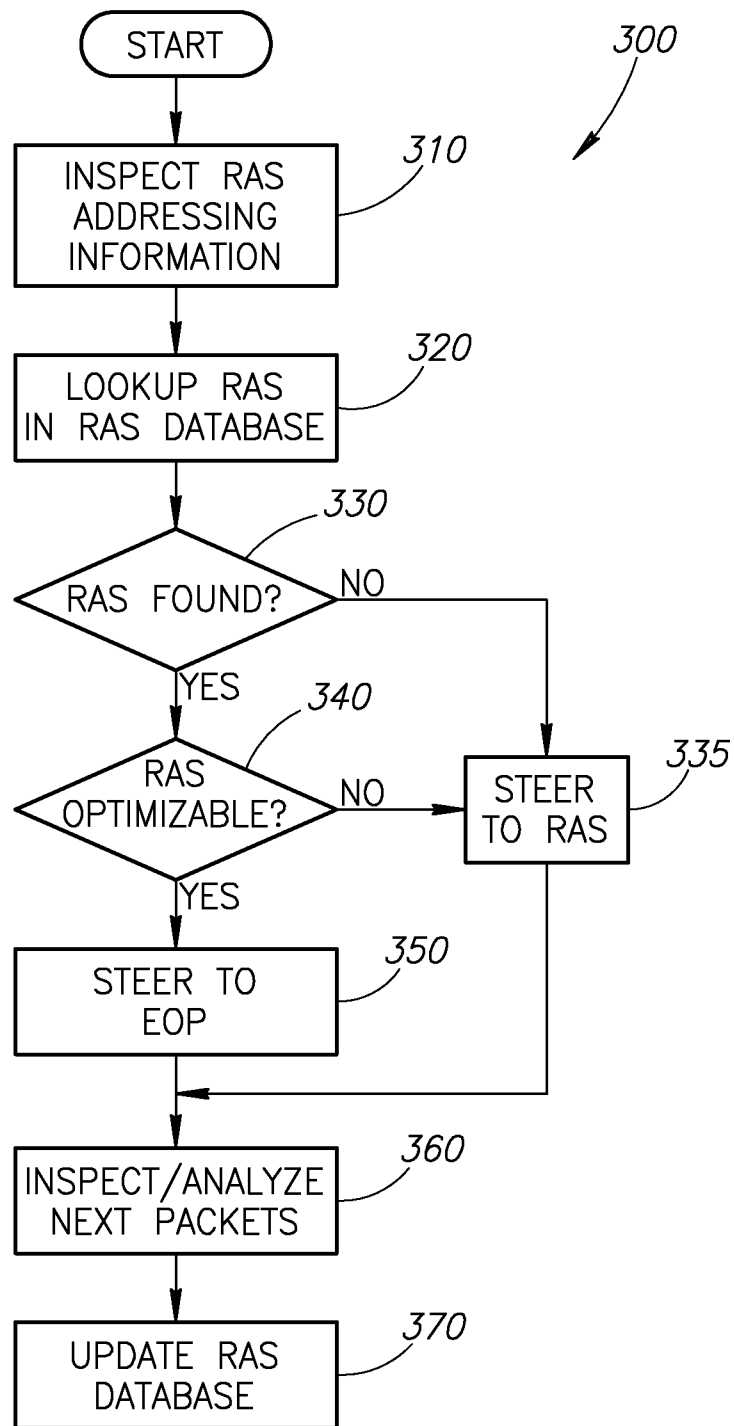 START
300
310
INSPECT RAS
ADDRESSING
INFORMATION
320
LOOKUP RAS
IN RAS DATABASE
330
RAS FOUND?
NO
YES
340
RAS
OPTIMIZABLE?
NO
335
STEER
TO RAS
YES
350
STEER TO
EOP
360
INSPECT/ANALYZE
NEXT PACKETS
370
UPDATE RAS
DATABASE